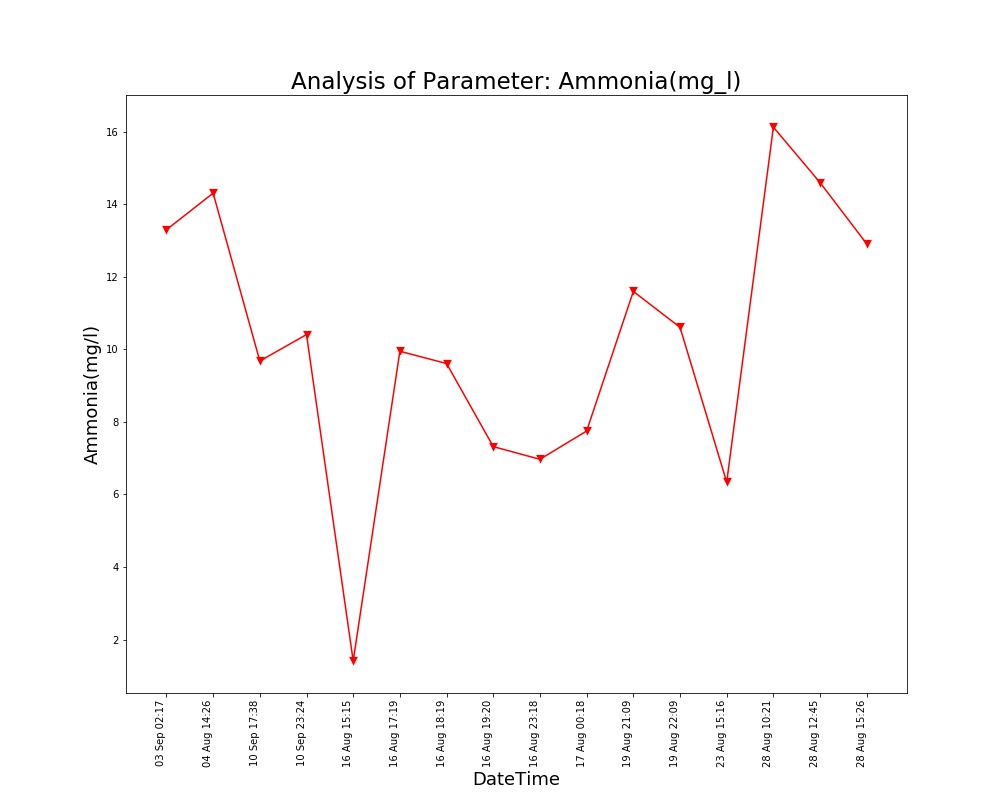 Analysis of Parameter: Ammonia(mg_l)
Ammonia(mg/l)
16
14
12
10
8
6
4
2
03 Sep 02:17
04 Aug 14:26
10 Sep 17:38
10 Sep 23:24
16 Aug 15:15
16 Aug 17:19
16 Aug 18:19
16 Aug 19:20
16 Aug 23:18
17 Aug 00:18
19 Aug 21:09
19 Aug 22:09
23 Aug 15:16
28 Aug 10:21
28 Aug 12:45
28 Aug 15:26
DateTime